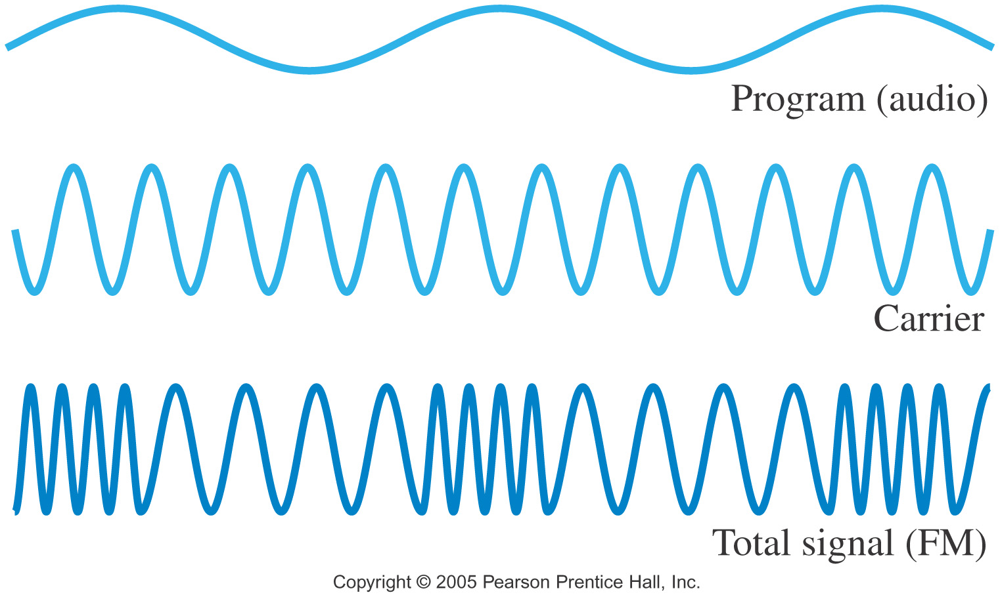 Program (audio)
Carrier
Total signal (FM)
Copyright © 2005 Pearson Prentice Hall, Inc.